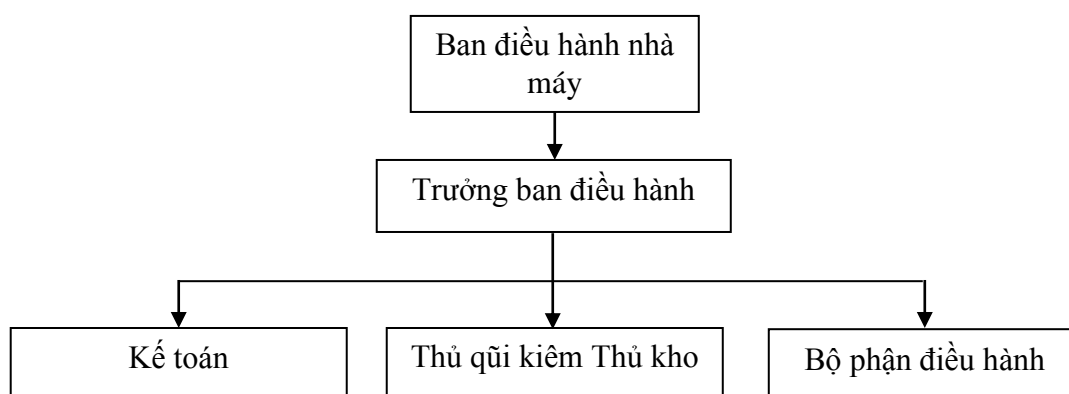 Ban điều hành nhà
máy
Trưởng ban điều hành
Kế toán
Thủ qũi kiêm Thủ kho
Bộ phận điều hành